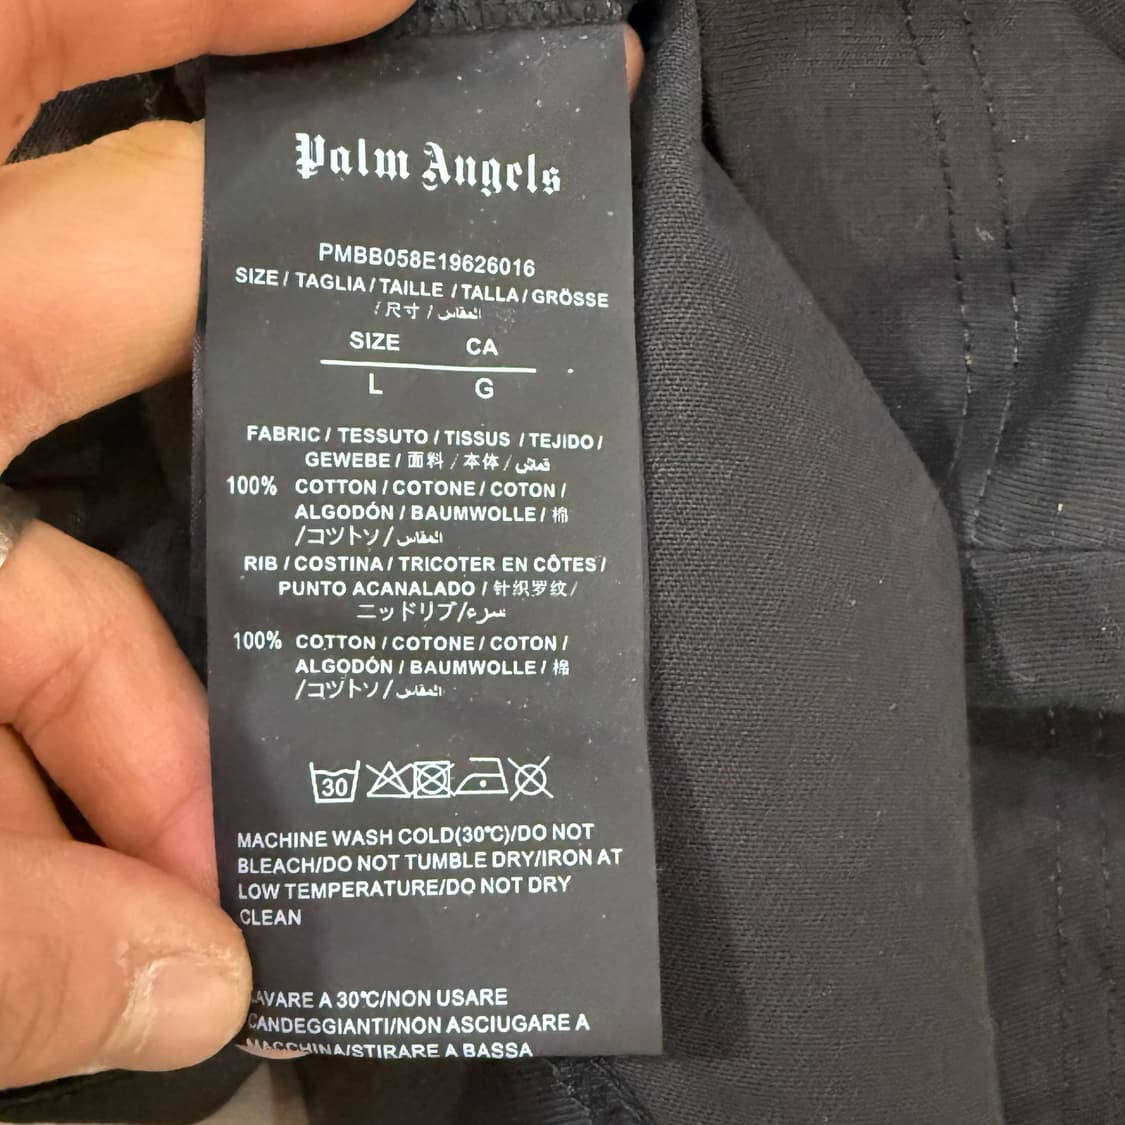 Palm Angels
PMBB058E19626016
SIZE / TAGLIA / TAILLE / TALLA / GRÖSSE
/ 尺寸 / المقاس
SIZE CA
L G
FABRIC / TESSUTO / TISSUS / TEJIDO /
GEWEBE / 面料 / 本体 / قماش
100% COTTON / COTONE / COTON /
ALGODÓN / BAUMWOLLE / 棉
/コツトソ/ المقاس
RIB / COSTINA / TRICOTER EN CÔTES /
PUNTO ACANALADO / 针织罗纹 /
ニッドリブ/
100% COTTON / COTONE / COTON /
ALGODÓN / BAUMWOLLE / 棉
/コヅトソ/ المقاس
30
MACHINE WASH COLD(30℃)/DO NOT
BLEACH/DO NOT TUMBLE DRY/IRON AT
LOW TEMPERATURE/DO NOT DRY
CLEAN
LAVARE A 30℃/NON USARE
CANDEGGIANTI/NON ASCIUGARE A
MACCHINA/STIRARE A BASSA